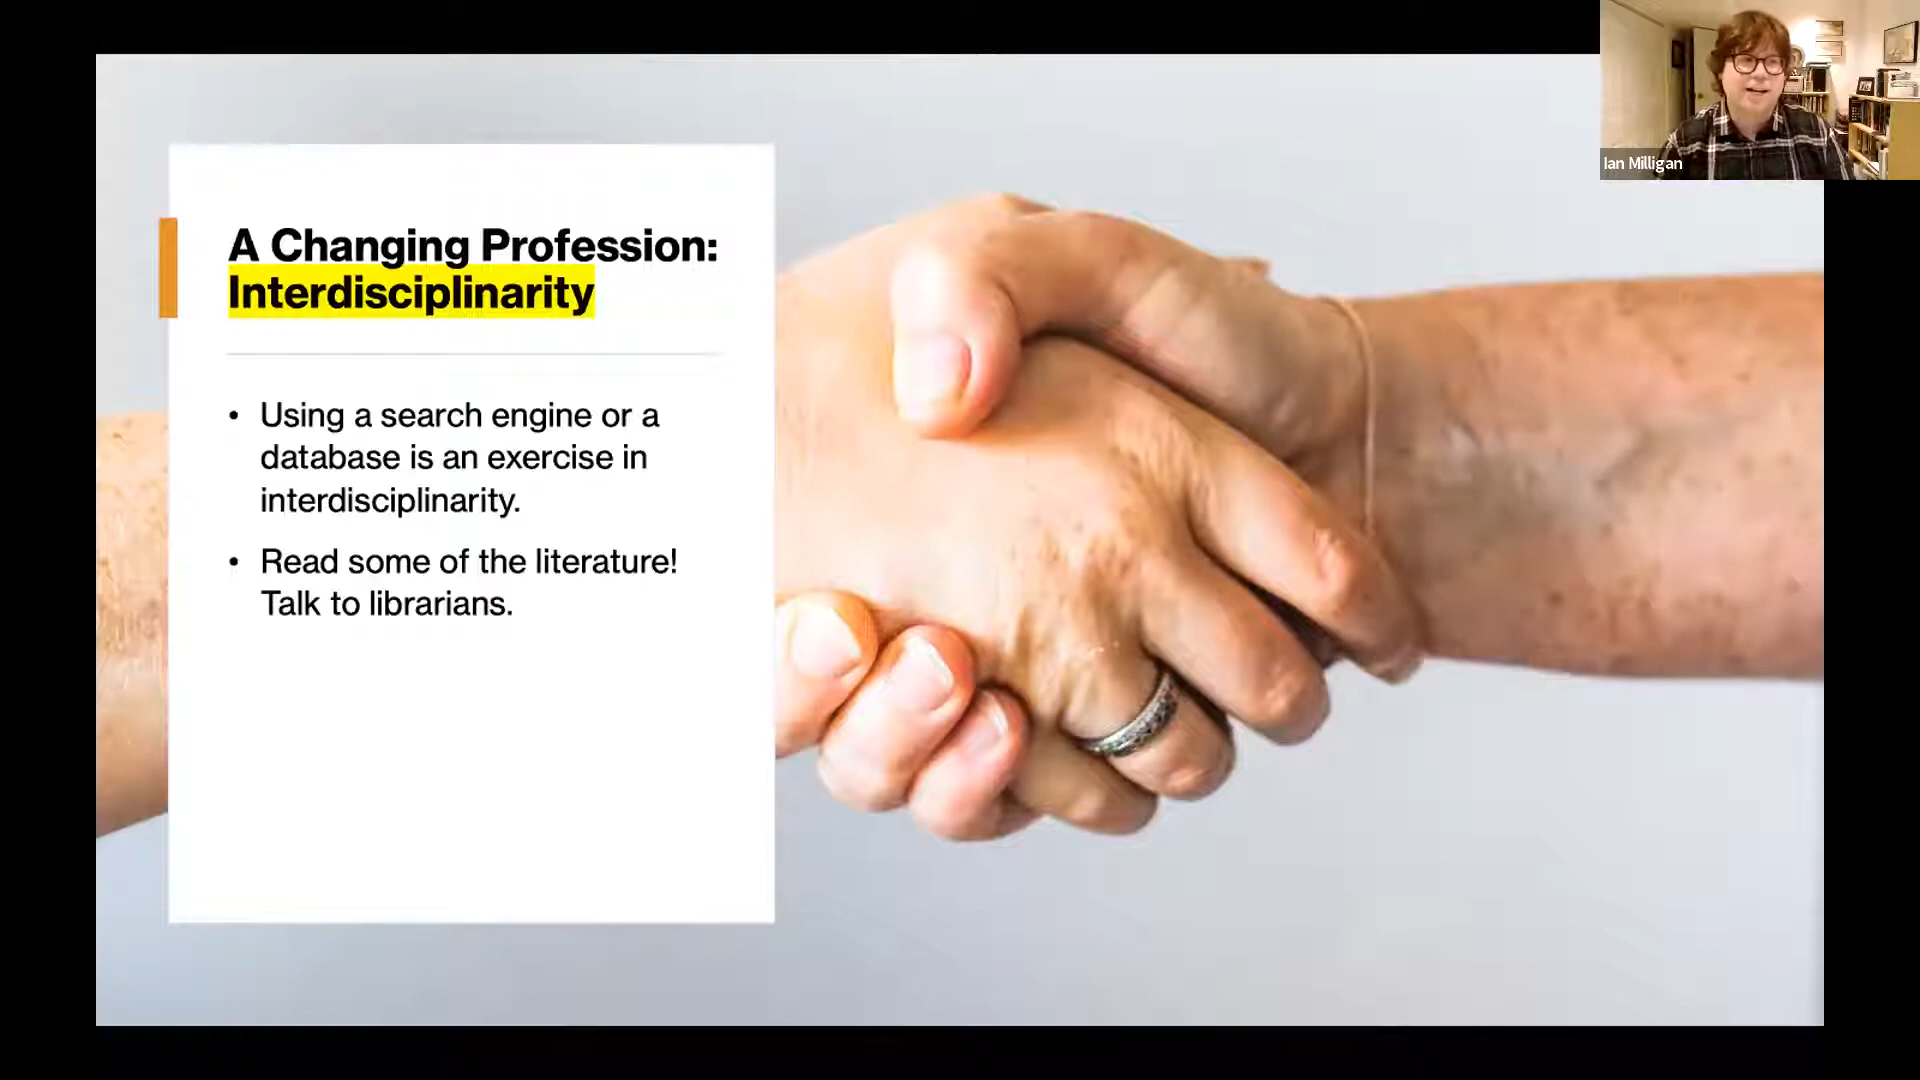 A Changing Profession:
Interdisciplinarity
• Using a search engine or a
database is an exercise in
interdisciplinarity.
• Read some of the literature!
Talk to librarians.
Ian Milligan